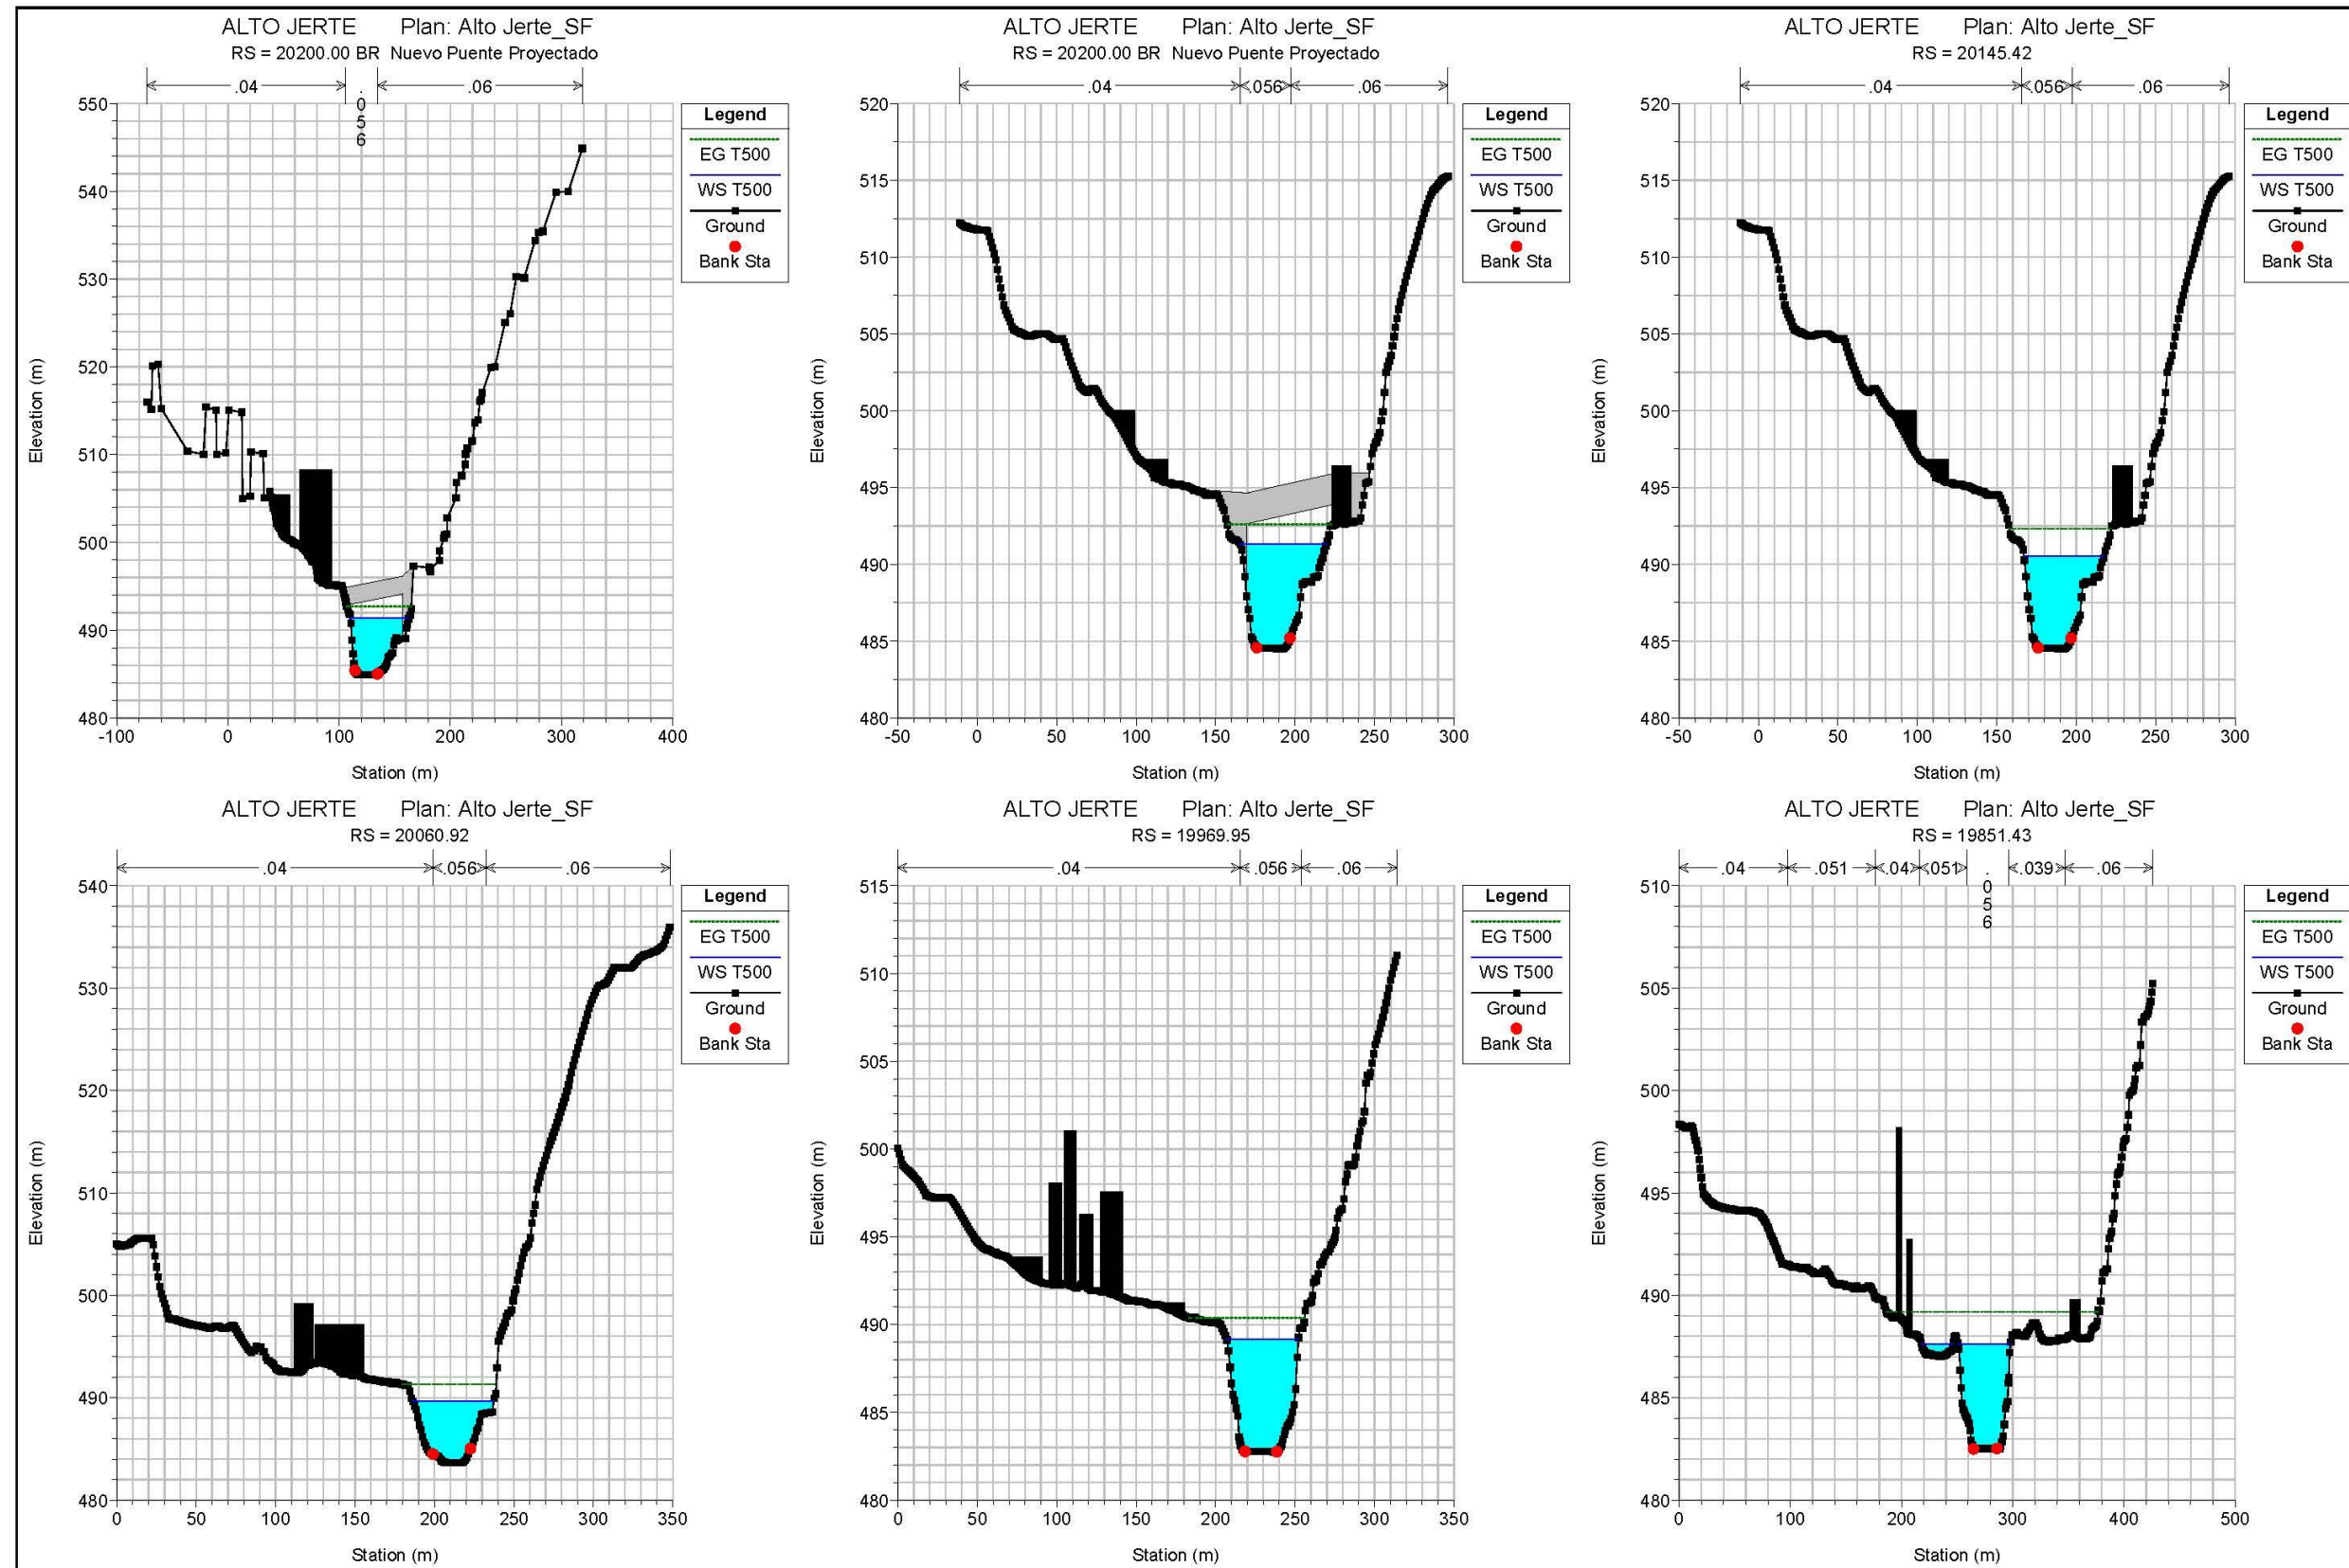 ALTO JERTE Plan: Alto Jerte_SF
RS = 20200.00 BR Nuevo Puente Proyectado
.04
.056
.06
550
540
530
520
510
500
490
480
-100
0
100
200
300
400
Elevation (m)
Station (m)
Legend
EG T500
WS T500
Ground
Bank Sta
ALTO JERTE Plan: Alto Jerte_SF
RS = 20200.00 BR Nuevo Puente Proyectado
.04
.056
.06
520
515
510
505
500
495
490
485
480
-50
0
50
100
150
200
250
300
Elevation (m)
Station (m)
Legend
EG T500
WS T500
Ground
Bank Sta
ALTO JERTE Plan: Alto Jerte_SF
RS = 20145.42
.04
.056
.06
520
515
510
505
500
495
490
485
480
-50
0
50
100
150
200
250
300
Elevation (m)
Station (m)
Legend
EG T500
WS T500
Ground
Bank Sta
ALTO JERTE Plan: Alto Jerte_SF
RS = 20060.92
.04
.056
.06
540
530
520
510
500
490
480
0
50
100
150
200
250
300
350
Elevation (m)
Station (m)
Legend
EG T500
WS T500
Ground
Bank Sta
ALTO JERTE Plan: Alto Jerte_SF
RS = 19969.95
.04
.056
.06
515
510
505
500
495
490
485
480
0
50
100
150
200
250
300
350
Elevation (m)
Station (m)
Legend
EG T500
WS T500
Ground
Bank Sta
ALTO JERTE Plan: Alto Jerte_SF
RS = 19851.43
.04
.051
.04
.051
.056
.039
.06
510
505
500
495
490
485
480
0
100
200
300
400
500
Elevation (m)
Station (m)
Legend
EG T500
WS T500
Ground
Bank Sta